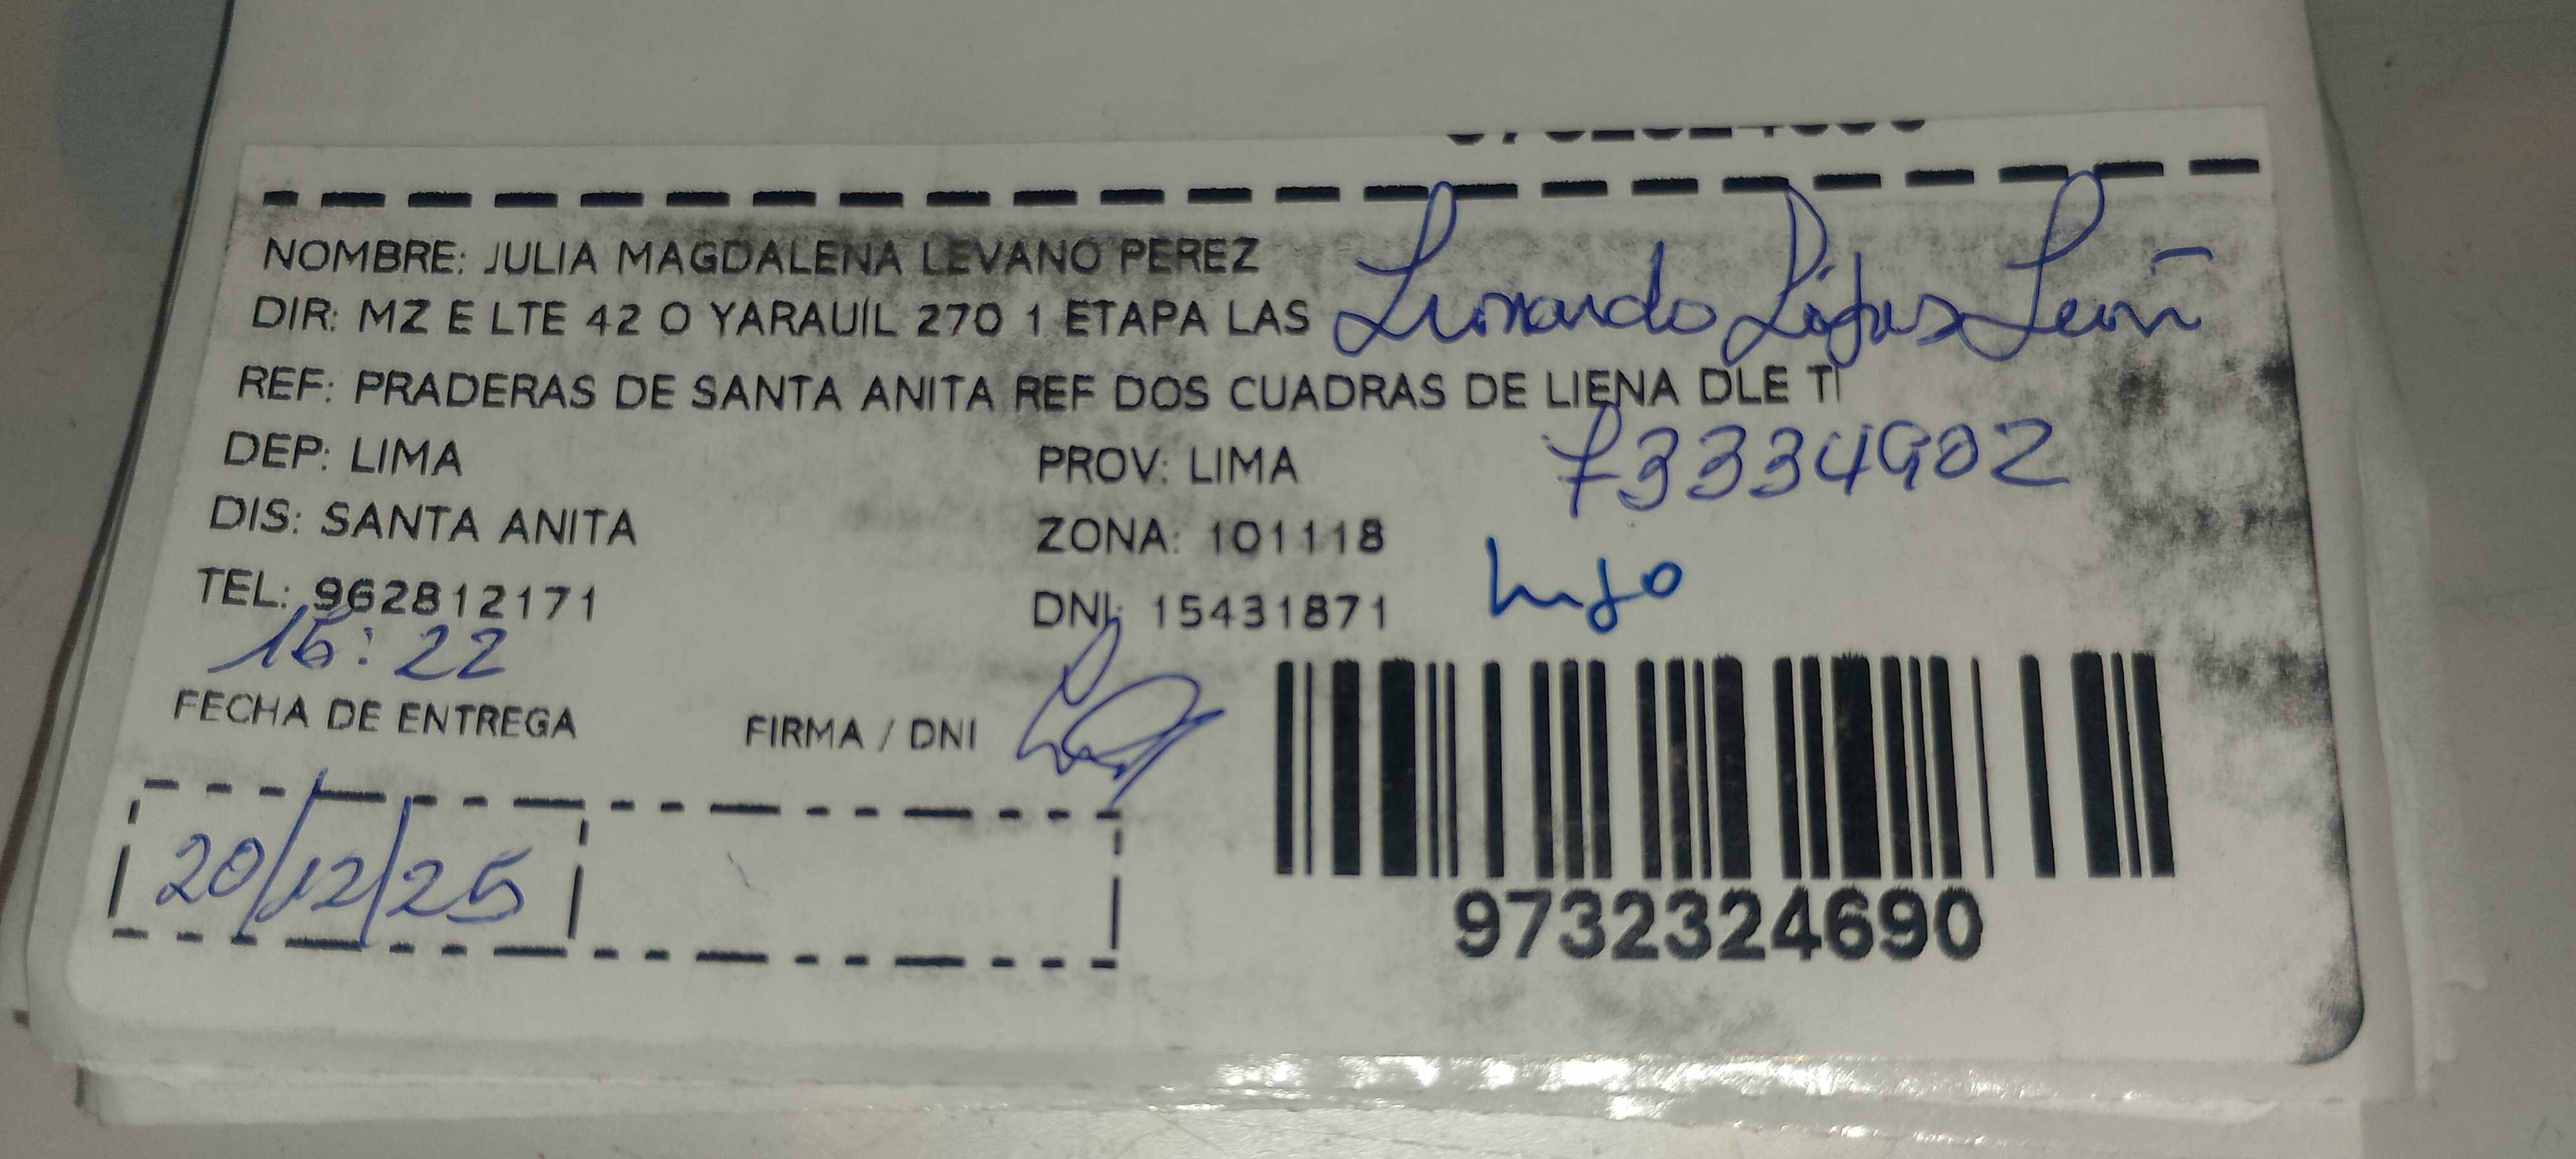 NOMBRE: JULIA MAGDALENA LEVANO PEREZ
DIR: MZ E LTE 42 O YARAUÍL 270 1 ETAPA LAS
REF: PRADERAS DE SANTA ANITA REF DOS CUADRAS DE LIENA DLE TI
73334902
DEP: LIMA PROV: LIMA
DIS: SANTA ANITA ZONA: 101118
TEL: 962812171 DNI: 15431871
16:22
FECHA DE ENTREGA FIRMA / DNI
20/12/25
9732324690